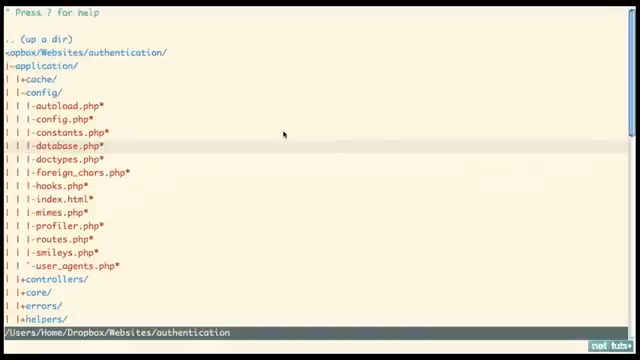 " Press ? for help
.. (up a dir)
<opbox/Websites/authentication/
|~application/
| |+cache/
| |~config/
| | |-autoload.php*
| | |-config.php*
| | |-constants.php*
| | |-database.php*
| | |-doctypes.php*
| | |-foreign_chars.php*
| | |-hooks.php*
| | |-index.html*
| | |-mimes.php*
| | |-profiler.php*
| | |-routes.php*
| | |-smileys.php*
| | `-user_agents.php*
| |+controllers/
| |+core/
| |+errors/
| |+helpers/
/Users/Home/Dropbox/Websites/authentication
net tuts+